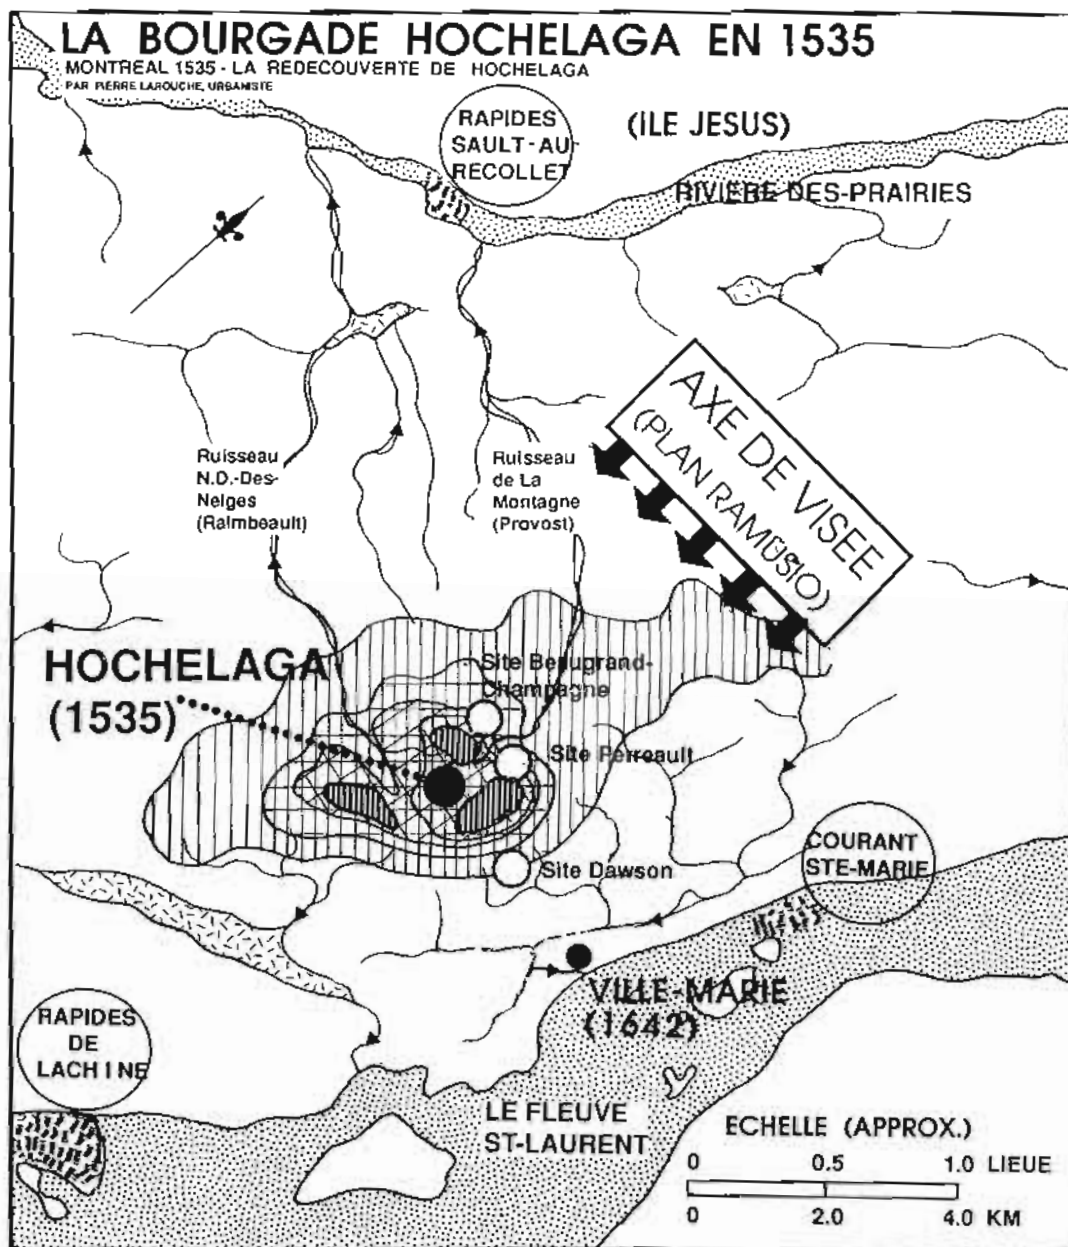 LA BOURGADE HOCHELAGA EN 1535
MONTREAL 1535 - LA REDECOUVERTE DE HOCHELAGA
PAR PIERRE LAROUCHE, URBANISTE
RAPIDES
SAULT-AU-
RECOLLET
(ILE JESUS)
RIVIERE-DES-PRAIRIES
AXE DE VISEE
(PLAN RAMUSIO)
Ruisseau
N.D.-Des-
Neiges
(Raimbeault)
Ruisseau
de La
Montagne
(Provost)
HOCHELAGA
(1535)
Site Beaugrand-
Champagne
Site Perreault
Site Dawson
COURANT
STE-MARIE
VILLE-MARIE
(1642)
RAPIDES
DE
LACHINE
LE FLEUVE
ST-LAURENT
ECHELLE (APPROX.)
0 0.5 1.0 LIEUE
0 2.0 4.0 KM